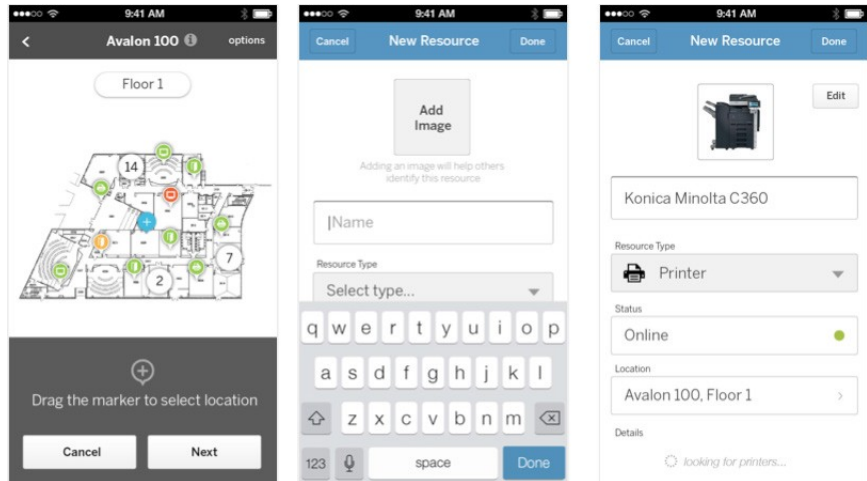 9:41 AM
Avalon 100
options
Floor 1
14
7
2
Drag the marker to select location
Cancel
Next
9:41 AM
Cancel
New Resource
Done
Add
Image
Adding an image will help others
identify this resource
Name
Resource Type
Select type...
q w e r t y u i o p
a s d f g h j k l
z x c v b n m
123
space
Done
9:41 AM
Cancel
New Resource
Done
Edit
Konica Minolta C360
Resource Type
Printer
Status
Online
Location
Avalon 100, Floor 1
Details
looking for printers...